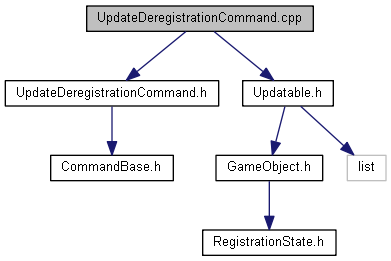 UpdateDeregistrationCommand.cpp
UpdateDeregistrationCommand.h
Updatable.h
CommandBase.h
GameObject.h
list
RegistrationState.h